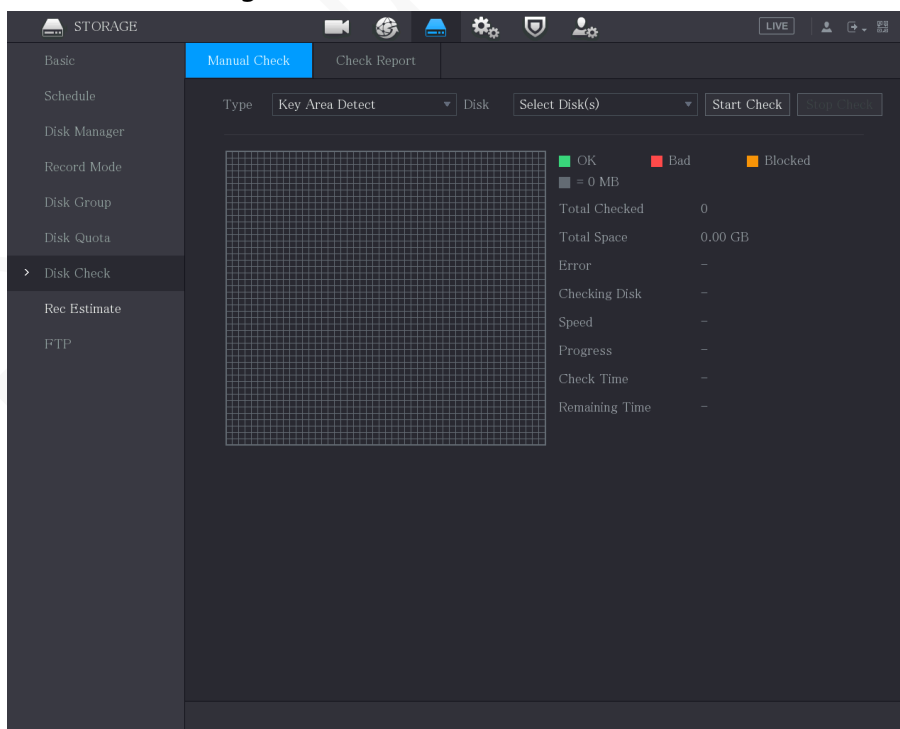 STORAGE
LIVE
Basic
Manual Check
Check Report
Schedule
Type
Key Area Detect
Disk
Select Disk(s)
Start Check
Stop Check
Disk Manager
Record Mode
OK
Bad
Blocked
= 0 MB
Disk Group
Total Checked 0
Disk Quota
Total Space 0.00 GB
Disk Check
Error -
Checking Disk -
Rec Estimate
Speed -
FTP
Progress -
Check Time -
Remaining Time -